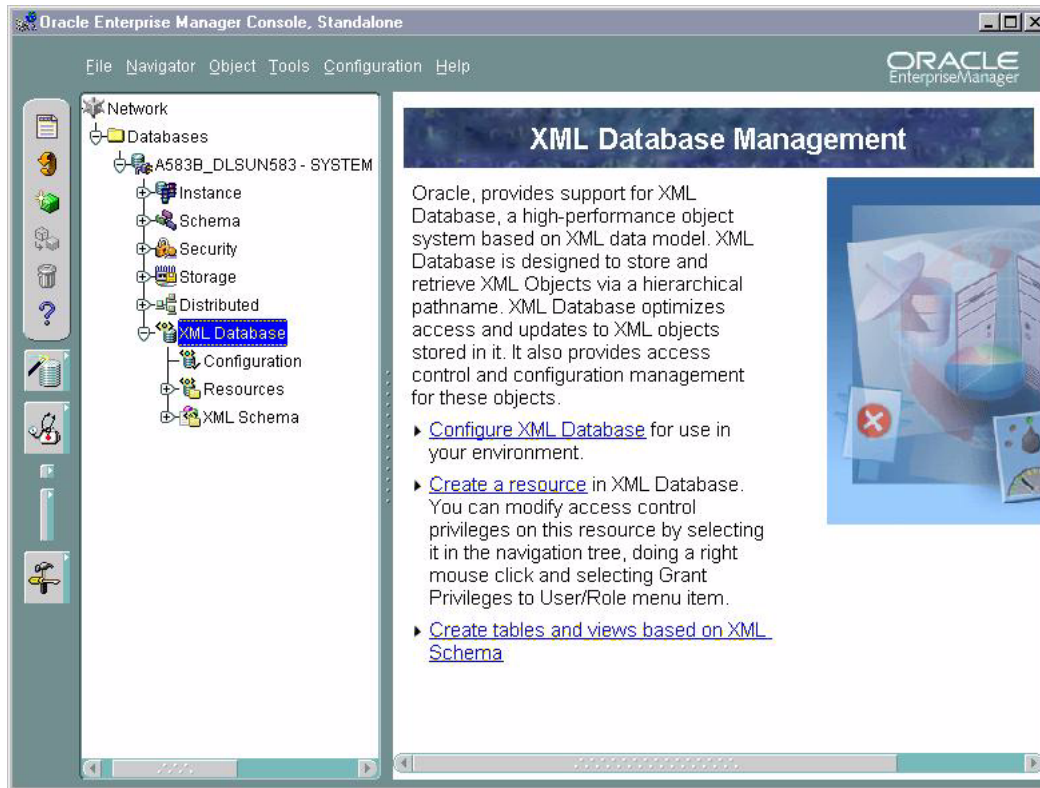 Oracle Enterprise Manager Console, Standalone
File Navigator Object Tools Configuration Help
ORACLE
EnterpriseManager
Network
Databases
A583B_DLSUN583 - SYSTEM
Instance
Schema
Security
Storage
Distributed
XML Database
Configuration
Resources
XML Schema
XML Database Management
Oracle, provides support for XML
Database, a high-performance object
system based on XML data model. XML
Database is designed to store and
retrieve XML Objects via a hierarchical
pathname. XML Database optimizes
access and updates to XML objects
stored in it. It also provides access
control and configuration management
for these objects.
Configure XML Database for use in
your environment.
Create a resource in XML Database.
You can modify access control
privileges on this resource by selecting
it in the navigation tree, doing a right
mouse click and selecting Grant
Privileges to User/Role menu item.
Create tables and views based on XML
Schema